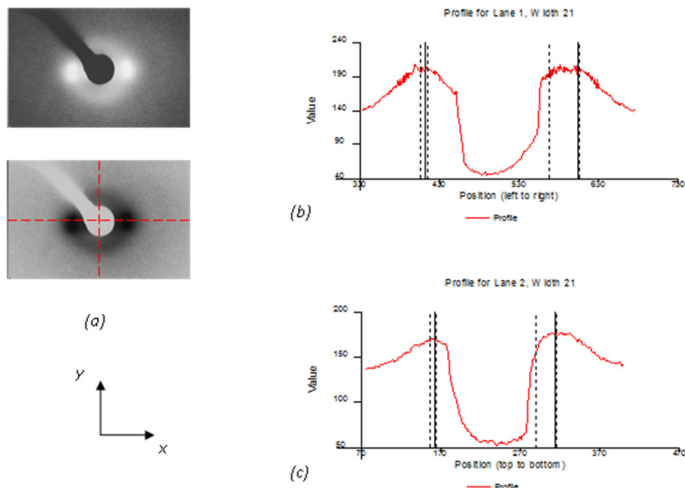 Profile for Lane 1, Width 21
240
190
140
90
40
Value
330
430
530
630
730
Position (left to right)
Profile
(b)
(a)
y
x
Profile for Lane 2, Width 21
200
150
100
50
Value
70
170
270
370
470
Position (top to bottom)
Profile
(c)